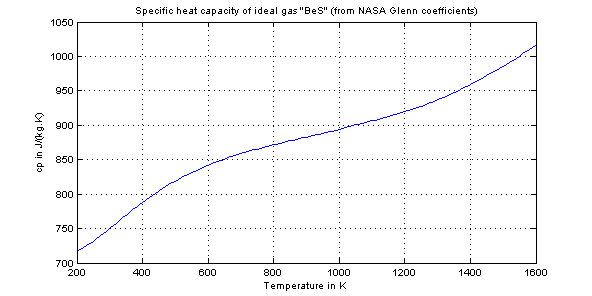 Specific heat capacity of ideal gas "BeS" (from NASA Glenn coefficients)
1050
1000
950
900
850
800
750
700
cp in J/(kg.K)
200 400 600 800 1000 1200 1400 1600
Temperature in K